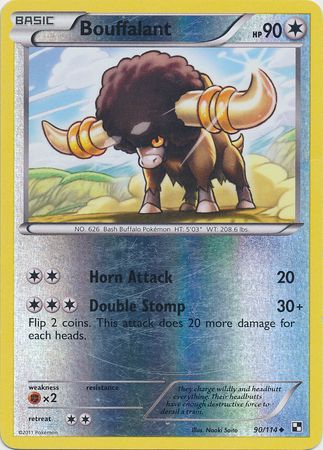 BASIC
Bouffalant HP 90
NO. 626 Bash Buffalo Pokémon HT: 5'03" WT: 208.6 lbs.
Horn Attack 20
Double Stomp 30+
Flip 2 coins. This attack does 20 more damage for
each heads.
weakness resistance
×2
retreat
They charge wildly and headbutt
everything. Their headbutts
have enough destructive force to
derail a train.
©2011 Pokémon Illus. Naoki Saito 90/114